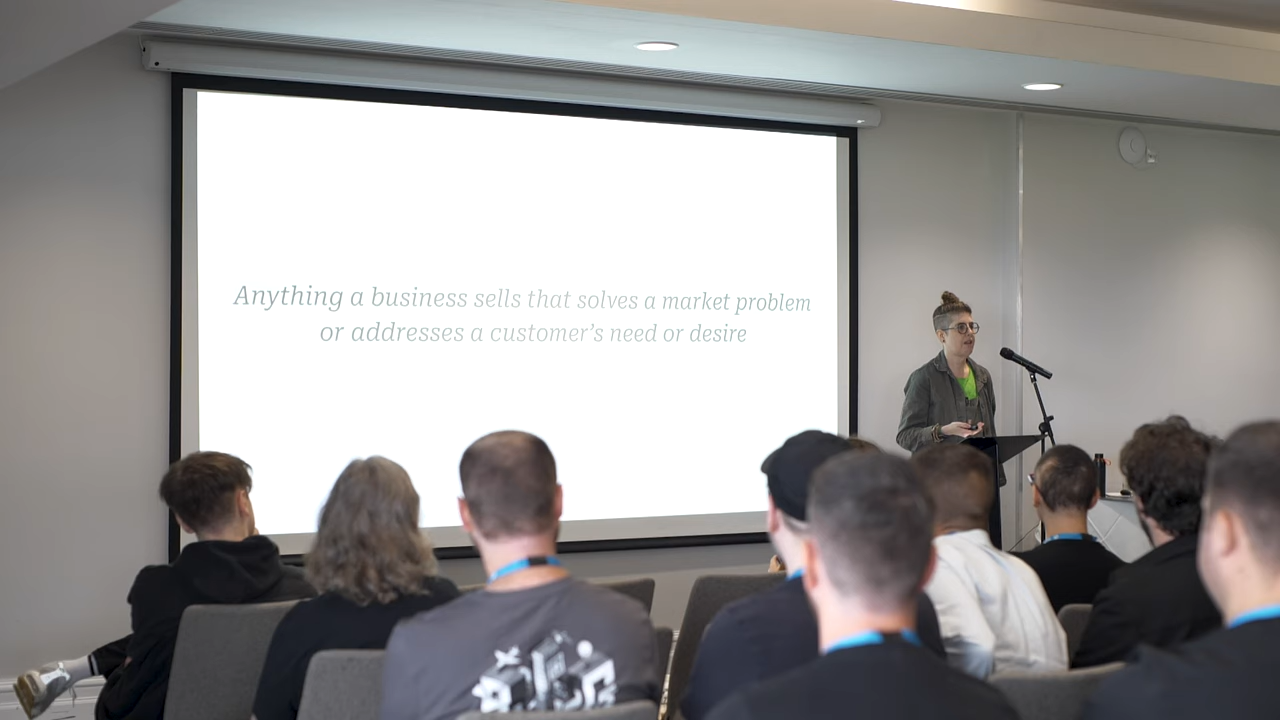 Anything a business sells that solves a market problem
or addresses a customer's need or desire